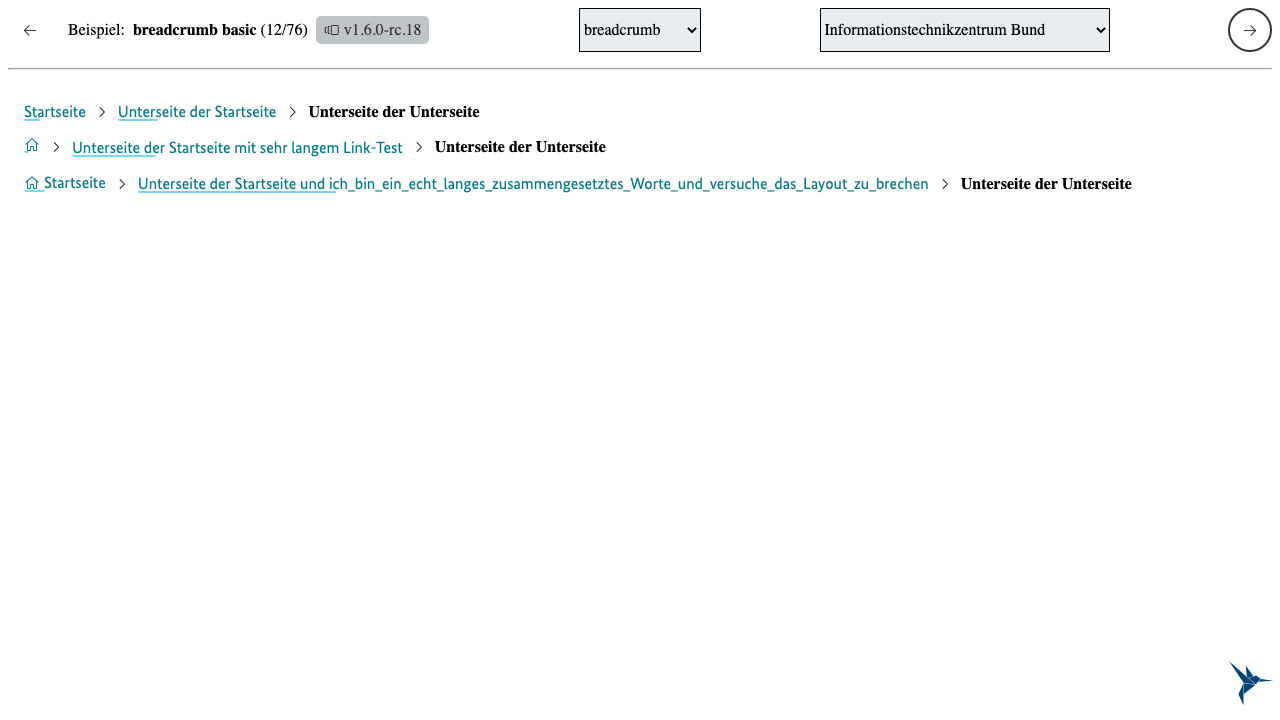 Beispiel: breadcrumb basic (12/76) v1.6.0-rc.18 breadcrumb Informationstechnikzentrum Bund
Startseite Unterseite der Startseite Unterseite der Unterseite
Unterseite der Startseite mit sehr langem Link-Test Unterseite der Unterseite
Startseite Unterseite der Startseite und ich_bin_ein_echt_langes_zusammengesetztes_Worte_und_versuche_das_Layout_zu_brechen Unterseite der Unterseite